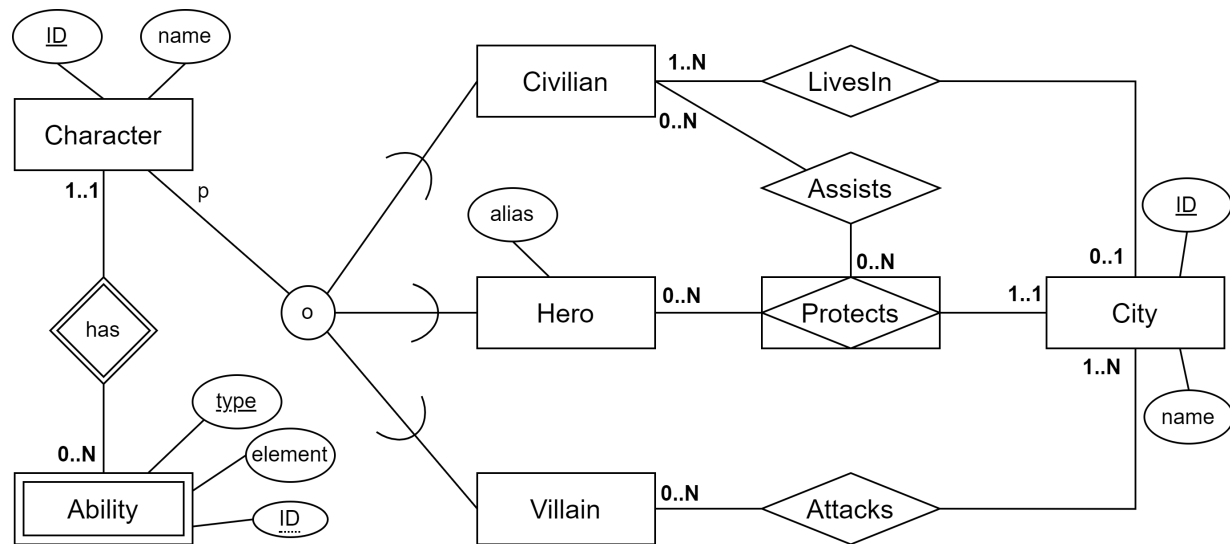 ID
name
Character
1..1
p
has
0..N
type
element
ID
Ability
o
Civilian
1..N
0..N
LivesIn
Assists
0..N
alias
Hero
0..N
Protects
1..1
0..1
ID
City
1..N
name
Villain
0..N
Attacks